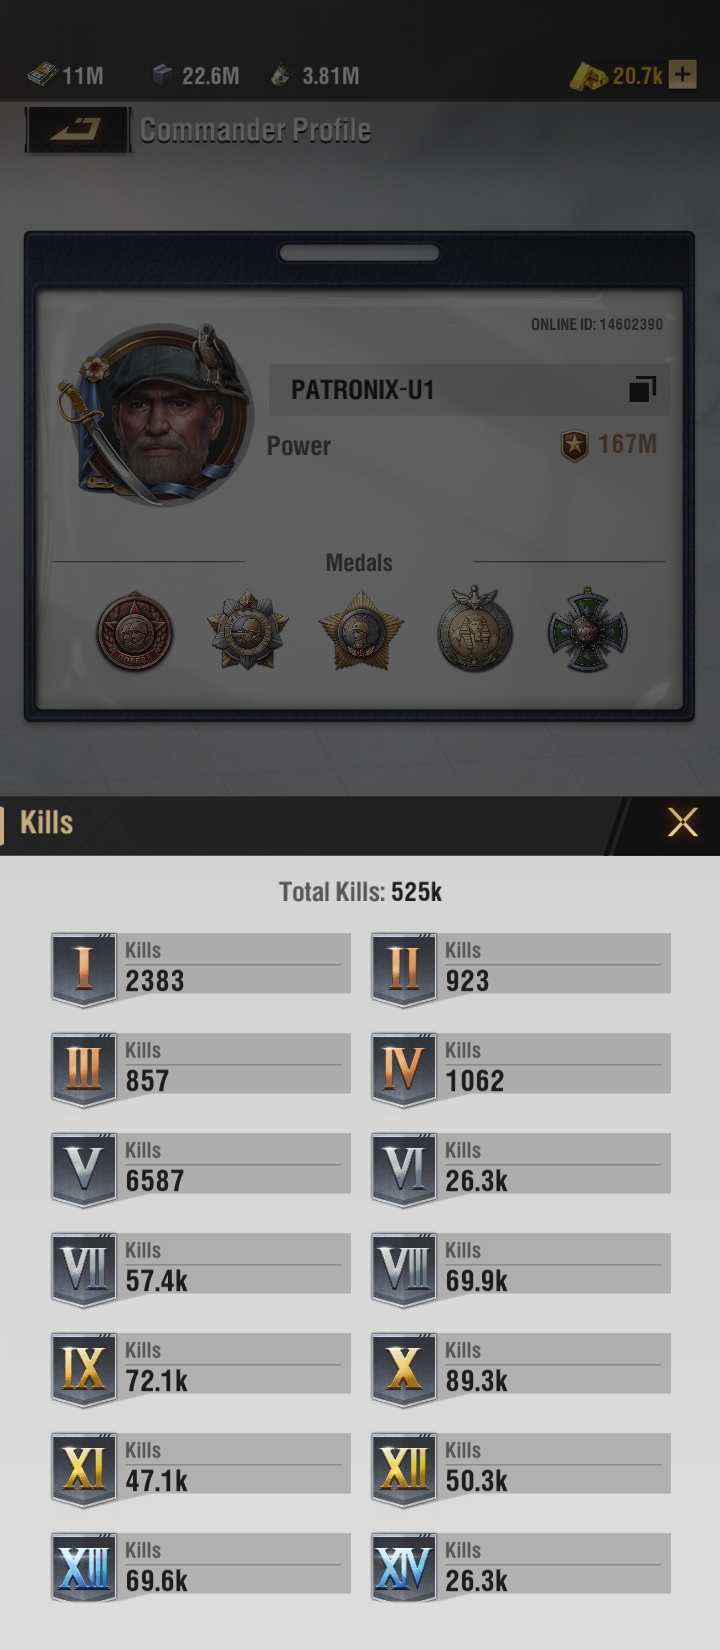 11M 22.6M 3.81M 20.7k +
Commander Profile
ONLINE ID: 14602390
PATRONIX-U1
Power 167M
Medals
Kills
Total Kills: 525k
I Kills 2383
II Kills 923
III Kills 857
IV Kills 1062
V Kills 6587
VI Kills 26.3k
VII Kills 57.4k
VIII Kills 69.9k
IX Kills 72.1k
X Kills 89.3k
XI Kills 47.1k
XII Kills 50.3k
XIII Kills 69.6k
XIV Kills 26.3k